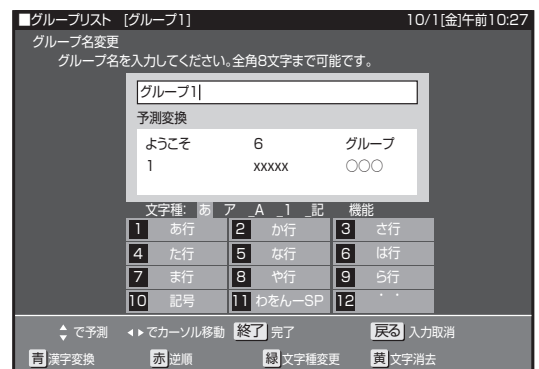 ■グループリスト [グループ1] 10/1[金]午前10:27
グループ名変更
グループ名を入力してください。全角8文字まで可能です。
グループ1
予測変換
ようこそ 6 グループ
1 xxxxx ○○○
文字種: あ ア _A _1 _記 機能
1 あ行 2 か行 3 さ行
4 た行 5 な行 6 は行
7 ま行 8 や行 9 ら行
10 記号 11 わをんーSP 12 ゛゜
で予測 でカーソル移動 終了 完了 戻る 入力取消
青 漢字変換 赤 逆順 緑 文字種変更 黄 文字消去